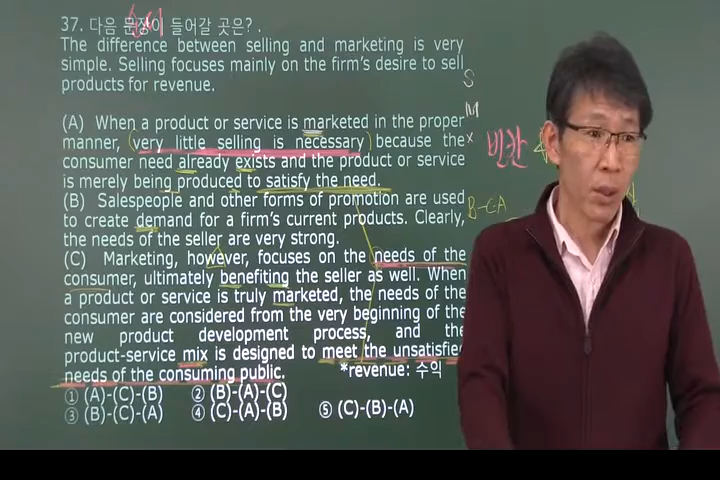 37. 다음 문장이 들어갈 곳은? .
순서
The difference between selling and marketing is very
simple. Selling focuses mainly on the firm's desire to sell
products for revenue.
S
M
X
(A) When a product or service is marketed in the proper
manner, (very little selling is necessary) because the
consumer need already exists and the product or service
is merely being produced to satisfy the need.
빈칸
(B) Salespeople and other forms of promotion are used
to create demand for a firm's current products. Clearly,
the needs of the seller are very strong.
B-CA
(C) Marketing, however, focuses on the needs of the
consumer, ultimately benefiting the seller as well. When
a product or service is truly marketed, the needs of the
consumer are considered from the very beginning of the
new product development process, and the
product-service mix is designed to meet the unsatisfied
needs of the consuming public. *revenue: 수익
① (A)-(C)-(B) ② (B)-(A)-(C)
③ (B)-(C)-(A) ④ (C)-(A)-(B) ⑤ (C)-(B)-(A)